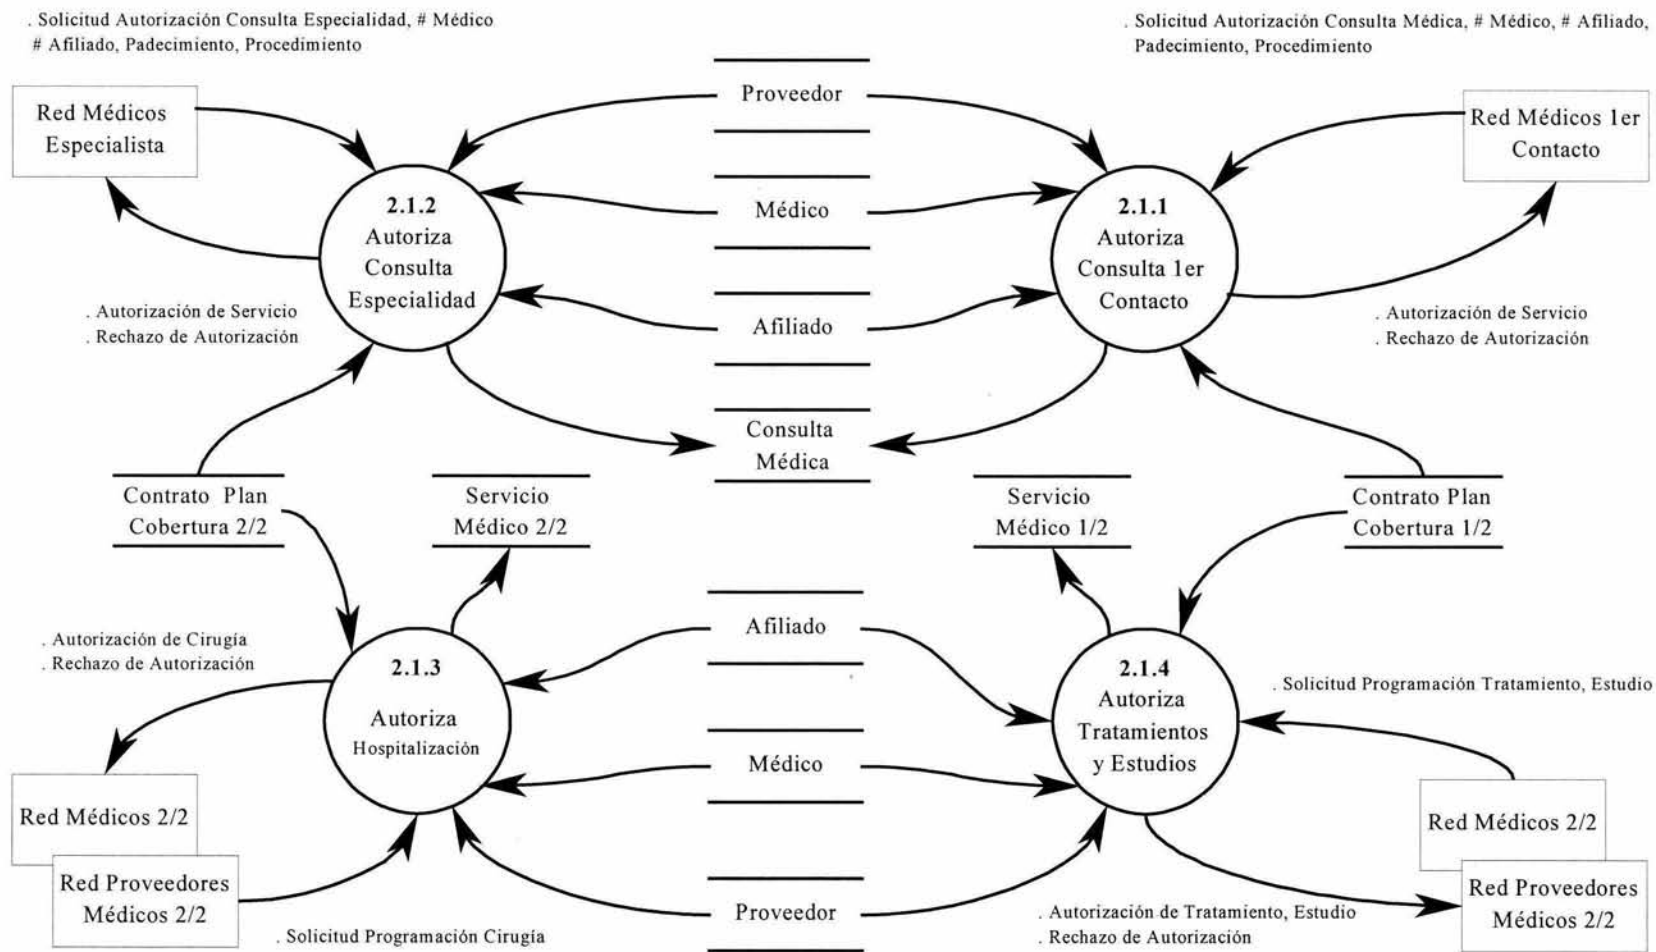 . Solicitud Autorización Consulta Especialidad, # Médico
# Afiliado, Padecimiento, Procedimiento
. Solicitud Autorización Consulta Médica, # Médico, # Afiliado,
Padecimiento, Procedimiento
Red Médicos
Especialista
Proveedor
Red Médicos 1er
Contacto
2.1.2
Autoriza
Consulta
Especialidad
Médico
2.1.1
Autoriza
Consulta 1er
Contacto
. Autorización de Servicio
. Rechazo de Autorización
Afiliado
. Autorización de Servicio
. Rechazo de Autorización
Consulta
Médica
Contrato Plan
Cobertura 2/2
Servicio
Médico 2/2
Servicio
Médico 1/2
Contrato Plan
Cobertura 1/2
. Autorización de Cirugía
. Rechazo de Autorización
2.1.3
Autoriza
Hospitalización
Afiliado
2.1.4
Autoriza
Tratamientos
y Estudios
. Solicitud Programación Tratamiento, Estudio
Médico
Red Médicos 2/2
Red Proveedores
Médicos 2/2
. Solicitud Programación Cirugía
Proveedor
. Autorización de Tratamiento, Estudio
. Rechazo de Autorización
Red Médicos 2/2
Red Proveedores
Médicos 2/2